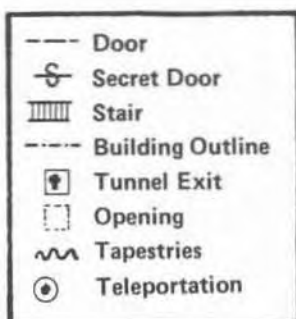 Door
Secret Door
Stair
Building Outline
Tunnel Exit
Opening
Tapestries
Teleportation